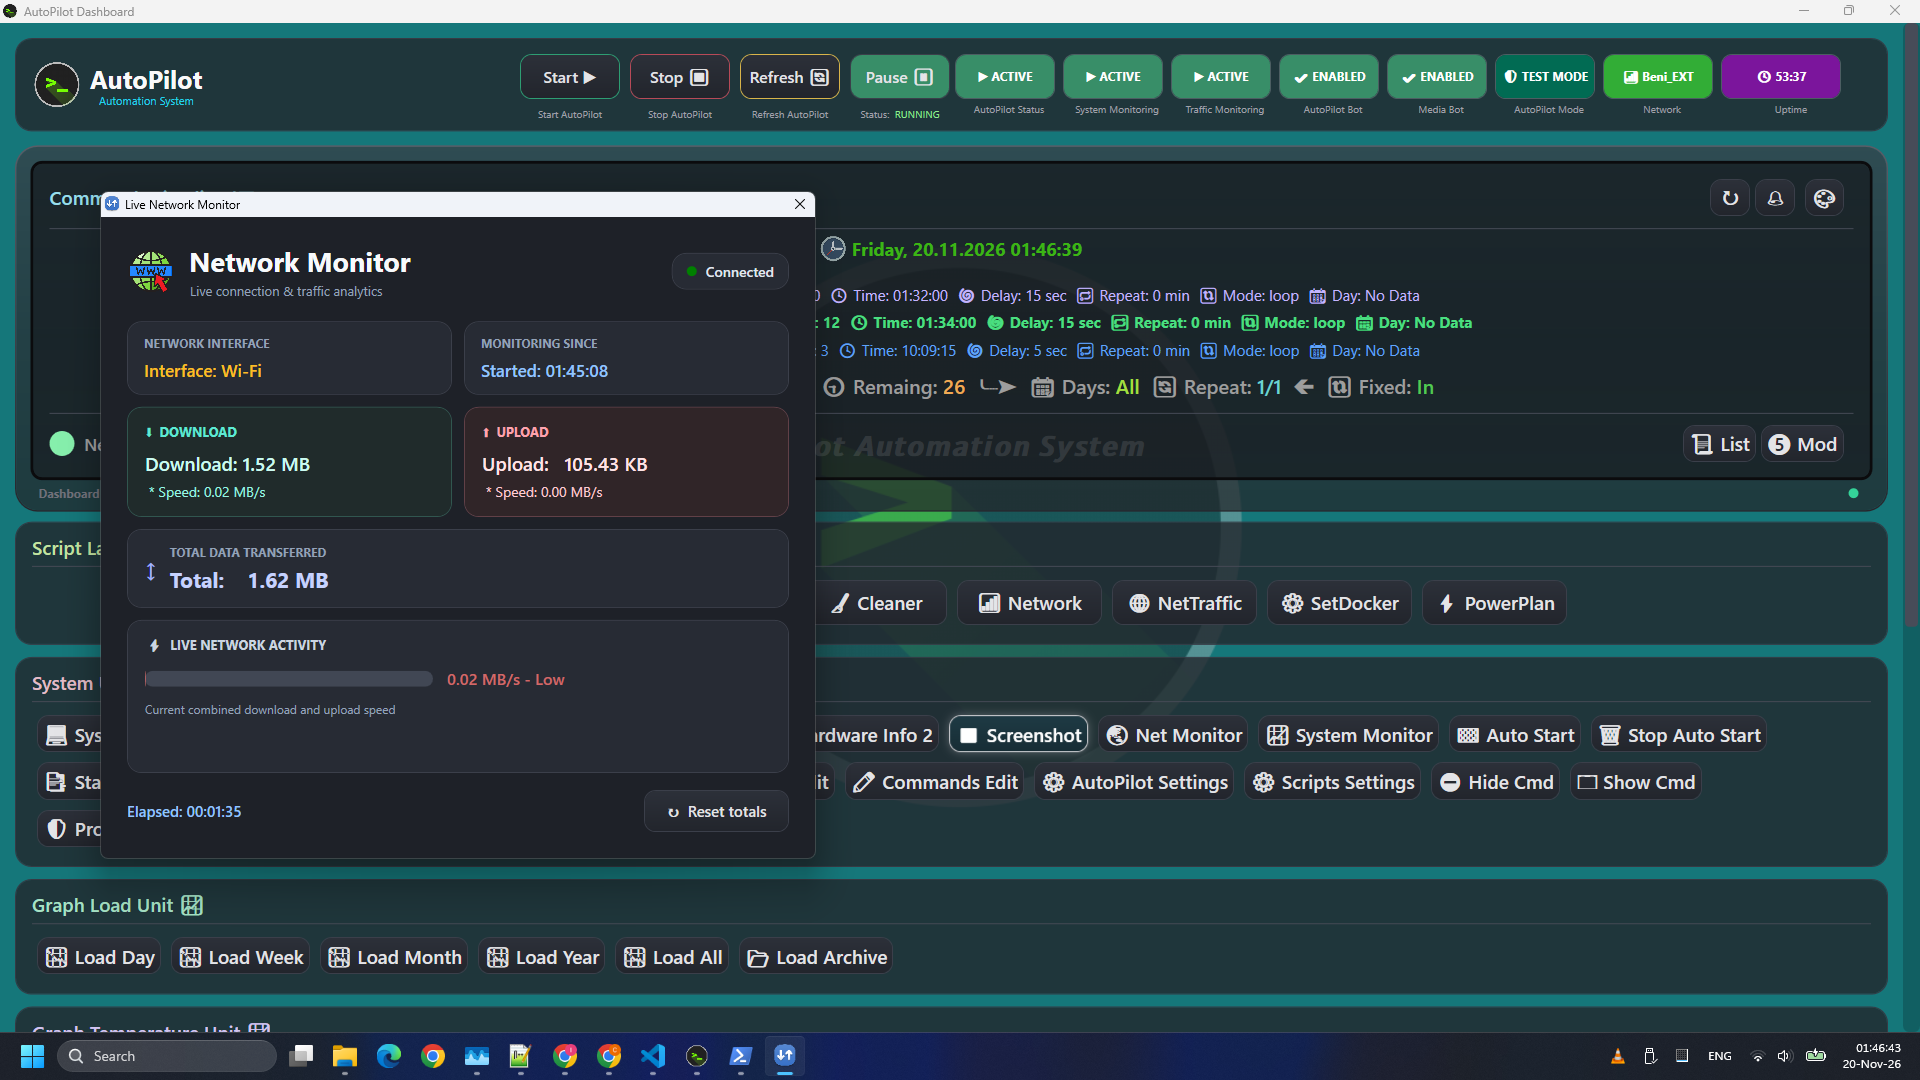 AutoPilot Dashboard
AutoPilot
Automation System
Start
Stop
Refresh
Pause
ACTIVE
ACTIVE
ACTIVE
ENABLED
ENABLED
TEST MODE
Beni_EXT
53:37
Start AutoPilot
Stop AutoPilot
Refresh AutoPilot
Status: RUNNING
AutoPilot Status
System Monitoring
Traffic Monitoring
AutoPilot Bot
Media Bot
AutoPilot Mode
Network
Uptime
Comm
Friday, 20.11.2026 01:46:39
0 Time: 01:32:00 Delay: 15 sec Repeat: 0 min Mode: loop Day: No Data
: 12 Time: 01:34:00 Delay: 15 sec Repeat: 0 min Mode: loop Day: No Data
: 3 Time: 10:09:15 Delay: 5 sec Repeat: 0 min Mode: loop Day: No Data
Remaing: 26 Days: All Repeat: 1/1 Fixed: In
Ne
ot Automation System
List
5 Mod
Dashboard
Live Network Monitor
WWW
Network Monitor
Live connection & traffic analytics
Connected
NETWORK INTERFACE
Interface: Wi-Fi
MONITORING SINCE
Started: 01:45:08
DOWNLOAD
Download: 1.52 MB
* Speed: 0.02 MB/s
UPLOAD
Upload: 105.43 KB
* Speed: 0.00 MB/s
TOTAL DATA TRANSFERRED
Total: 1.62 MB
LIVE NETWORK ACTIVITY
0.02 MB/s - Low
Current combined download and upload speed
Elapsed: 00:01:35
Reset totals
Script La
Cleaner
Network
NetTraffic
SetDocker
PowerPlan
System
Sys
ardware Info 2
Screenshot
Net Monitor
System Monitor
Auto Start
Stop Auto Start
Sta
it
Commands Edit
AutoPilot Settings
Scripts Settings
Hide Cmd
Show Cmd
Pro
Graph Load Unit
Load Day
Load Week
Load Month
Load Year
Load All
Load Archive
Graph Temperature Unit
Search
ENG
01:46:43
20-Nov-26